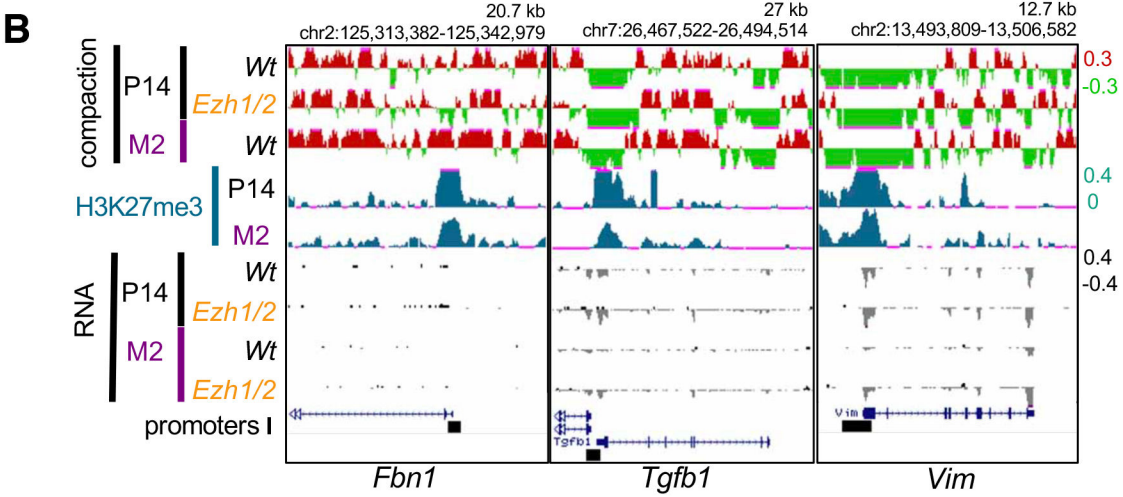 B
20.7 kb
chr2:125,313,382-125,342,979
27 kb
chr7:26,467,522-26,494,514
12.7 kb
chr2:13,493,809-13,506,582
compaction
P14
M2
Wt
Ezh1/2
Wt
0.3
-0.3
H3K27me3
P14
M2
0.4
0
RNA
P14
M2
Wt
Ezh1/2
Wt
Ezh1/2
0.4
-0.4
promoters I
Tgfb1
Vim
Fbn1
Tgfb1
Vim